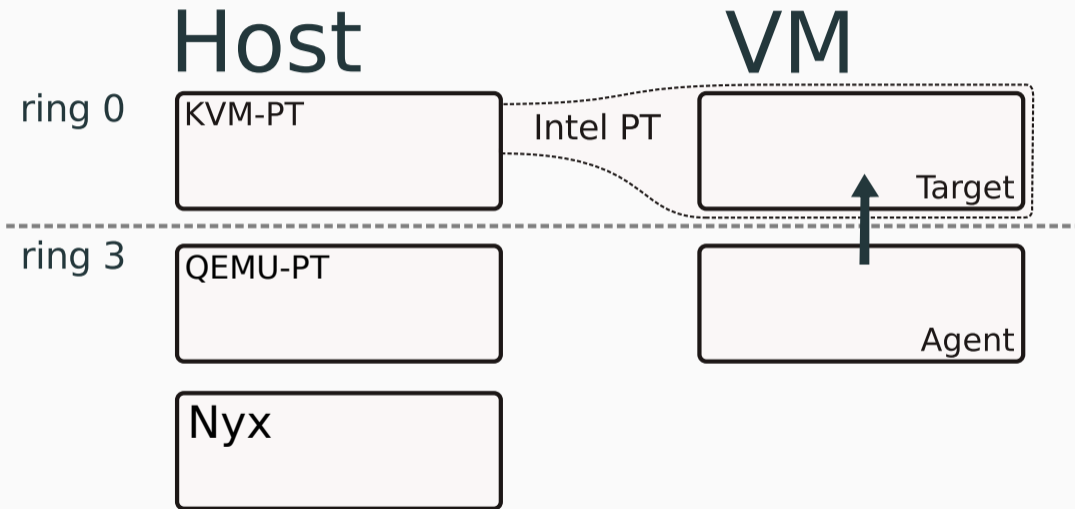 Host
VM
ring 0
KVM-PT
Intel PT
Target
ring 3
QEMU-PT
Agent
Nyx